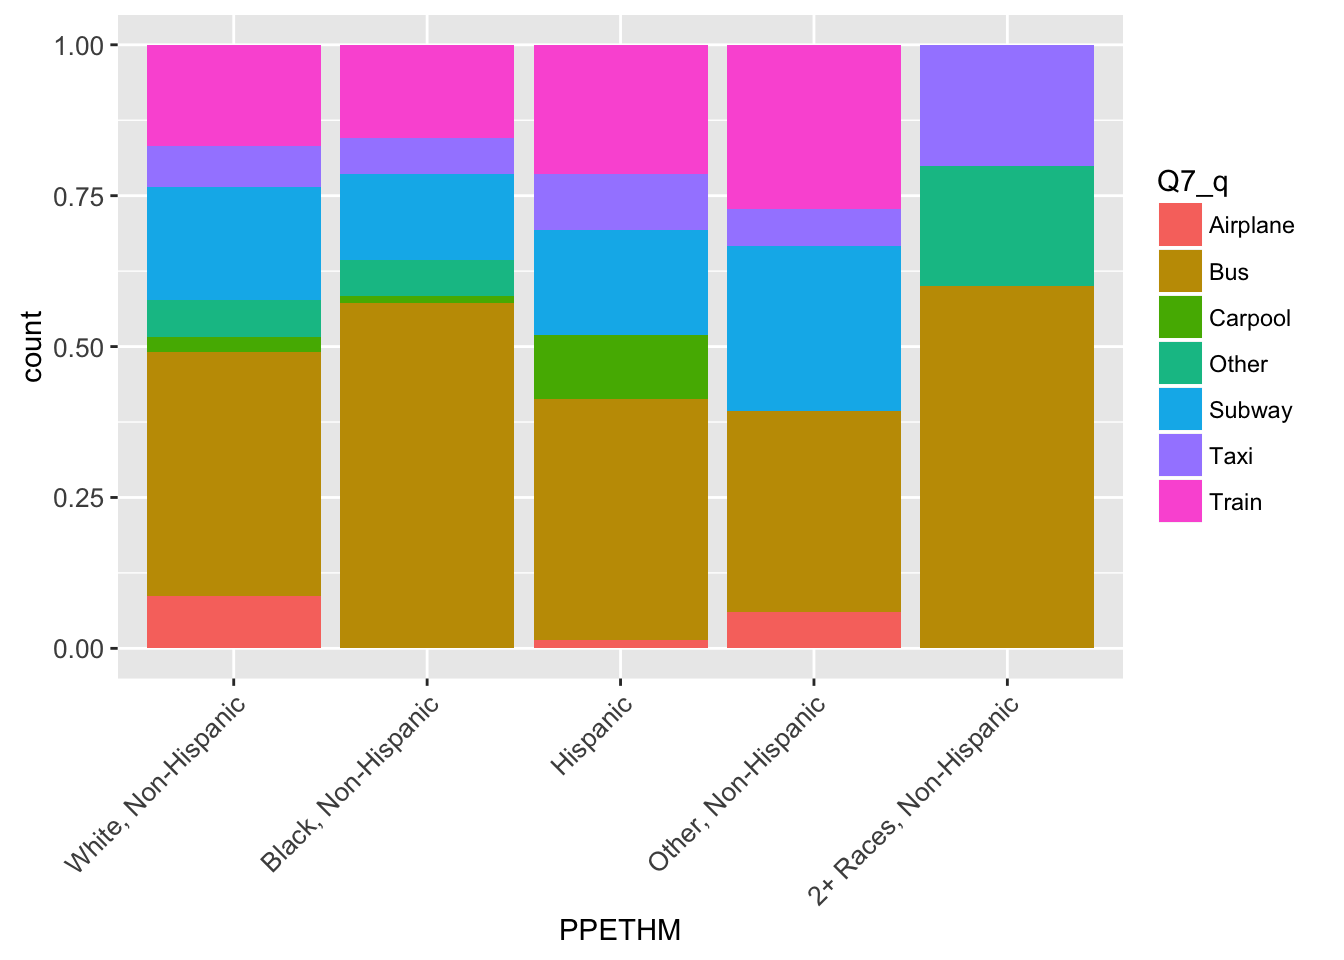 1.00
0.75
0.50
0.25
0.00
count
White, Non-Hispanic
Black, Non-Hispanic
Hispanic
Other, Non-Hispanic
2+ Races, Non-Hispanic
PPETHM
Q7_q
Airplane
Bus
Carpool
Other
Subway
Taxi
Train